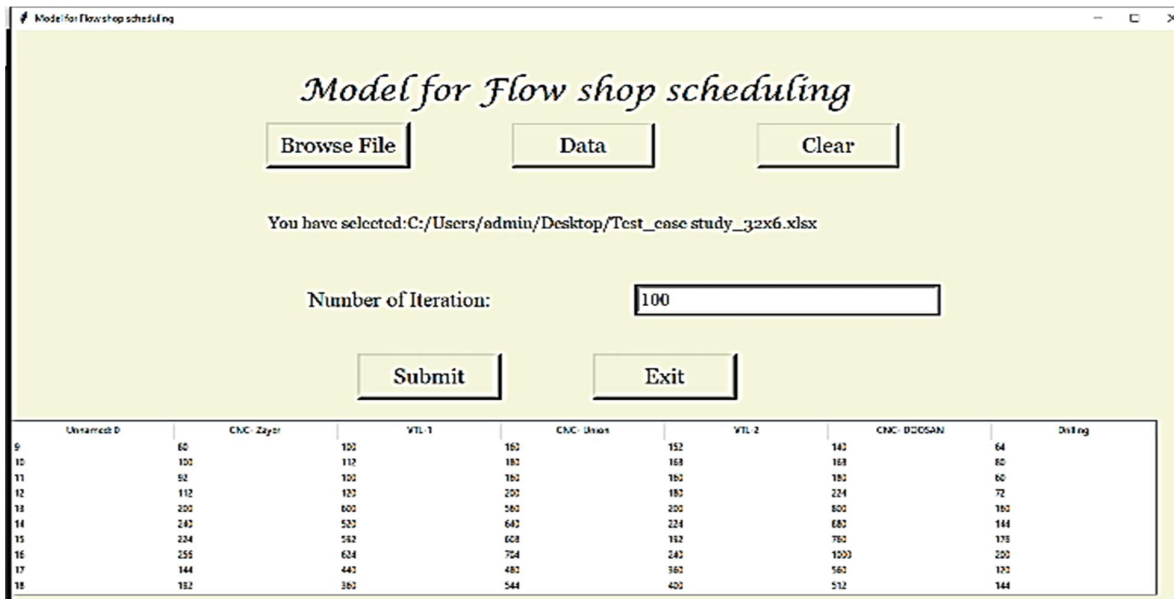 Model for Flow shop scheduling
Model for Flow shop scheduling
Browse File Data Clear
You have selected:C:/Users/admin/Desktop/Test_case study_32x6.xlsx
Number of Iteration: 100
Submit Exit
Unnamed: 0 CNC- Zayer VTL-1 CNC- Union VTL-2 CNC- DOOSAN Drilling
9 60 100 160 152 140 64
10 100 112 180 168 168 80
11 92 100 160 160 180 60
12 112 120 200 180 224 72
13 200 600 560 200 800 160
14 240 520 640 224 680 144
15 224 592 608 192 760 176
16 256 624 704 240 1000 200
17 144 440 480 360 560 120
18 192 360 544 400 512 144